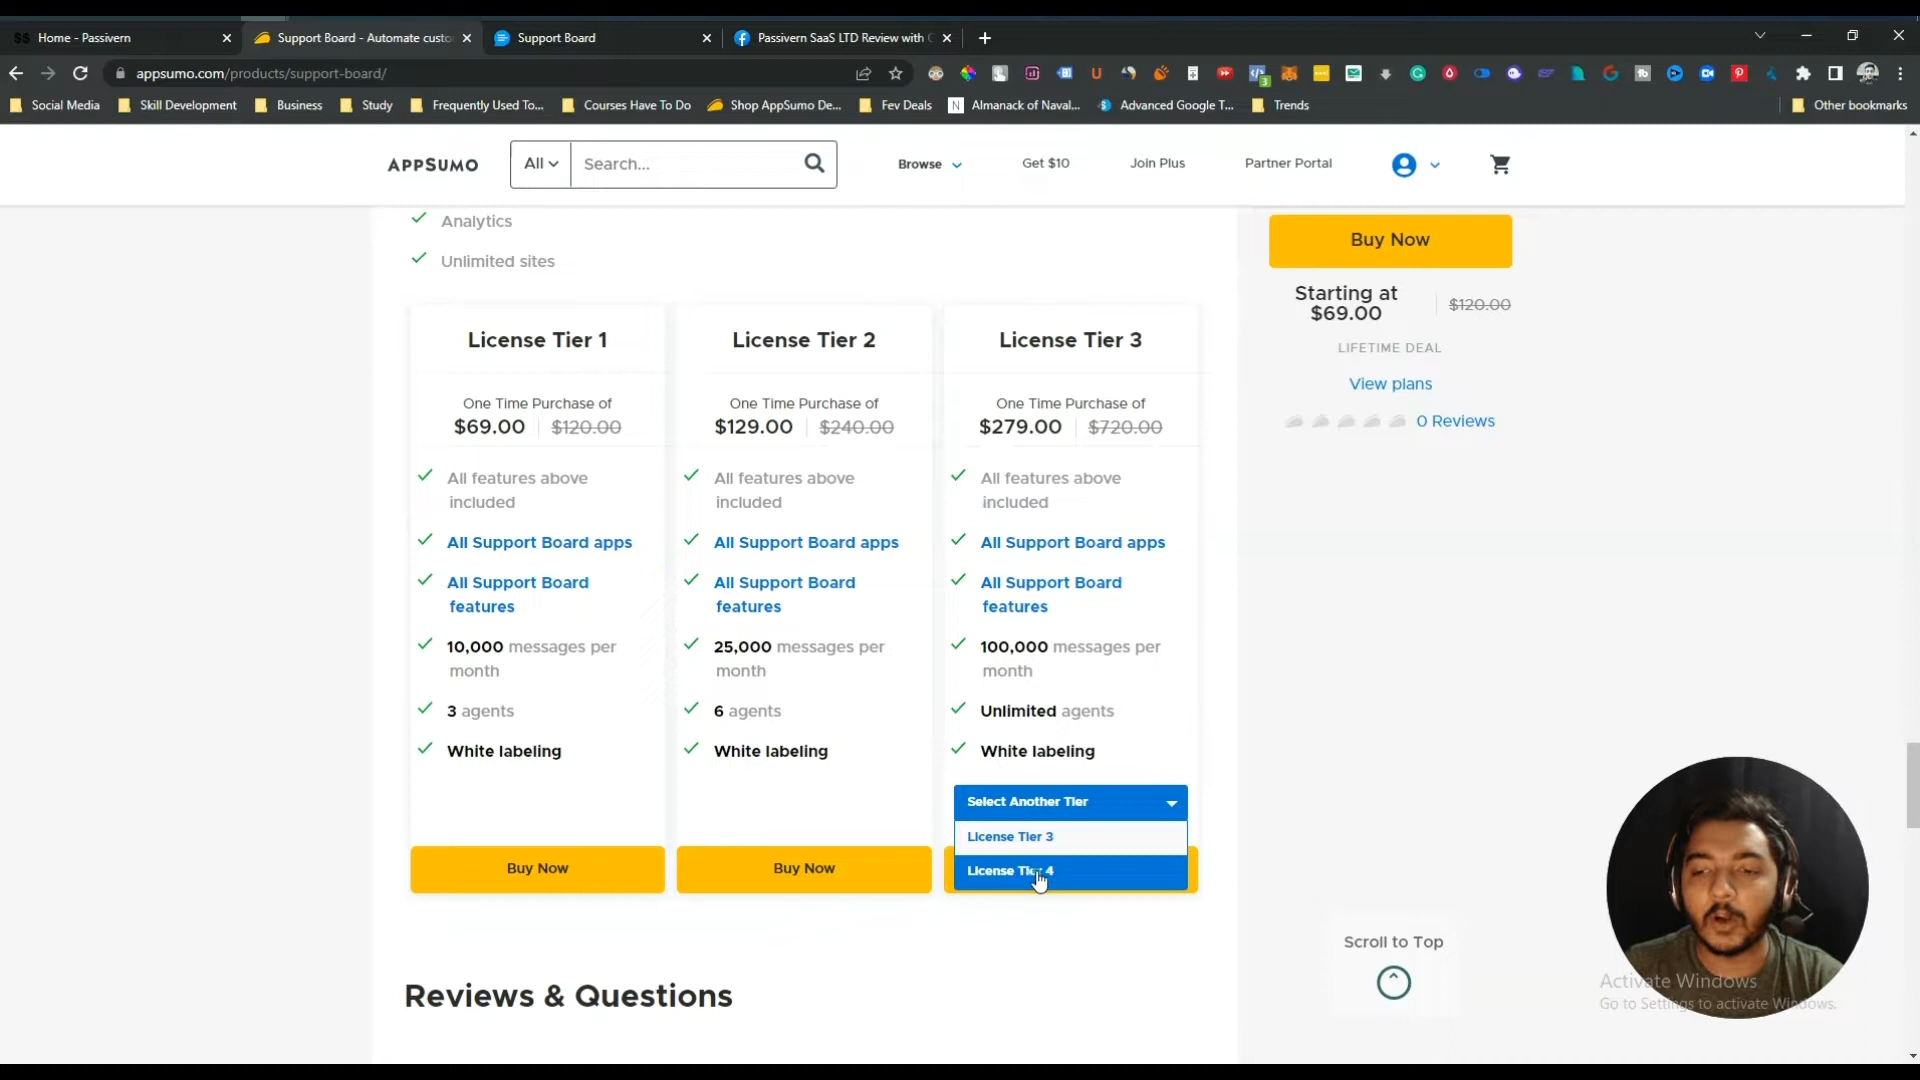 $$ Home - Passivern
Support Board - Automate custo
Support Board
Passivern SaaS LTD Review with
appsumo.com/products/support-board/
Social Media
Skill Development
Business
Study
Frequently Used To...
Courses Have To Do
Shop AppSumo De...
Fev Deals
Almanack of Naval...
Advanced Google T...
Trends
Other bookmarks
APPSUMO
All
Search...
Browse
Get $10
Join Plus
Partner Portal
Analytics
Unlimited sites
Buy Now
Starting at
$69.00
$120.00
LIFETIME DEAL
View plans
0 Reviews
License Tier 1
One Time Purchase of
$69.00 $120.00
All features above
included
All Support Board apps
All Support Board
features
10,000 messages per
month
3 agents
White labeling
Buy Now
License Tier 2
One Time Purchase of
$129.00 $240.00
All features above
included
All Support Board apps
All Support Board
features
25,000 messages per
month
6 agents
White labeling
Buy Now
License Tier 3
One Time Purchase of
$279.00 $720.00
All features above
included
All Support Board apps
All Support Board
features
100,000 messages per
month
Unlimited agents
White labeling
Select Another Tier
License Tier 3
License Tier 4
Scroll to Top
Reviews & Questions
Activate Windows
Go to Settings to activate Windows.